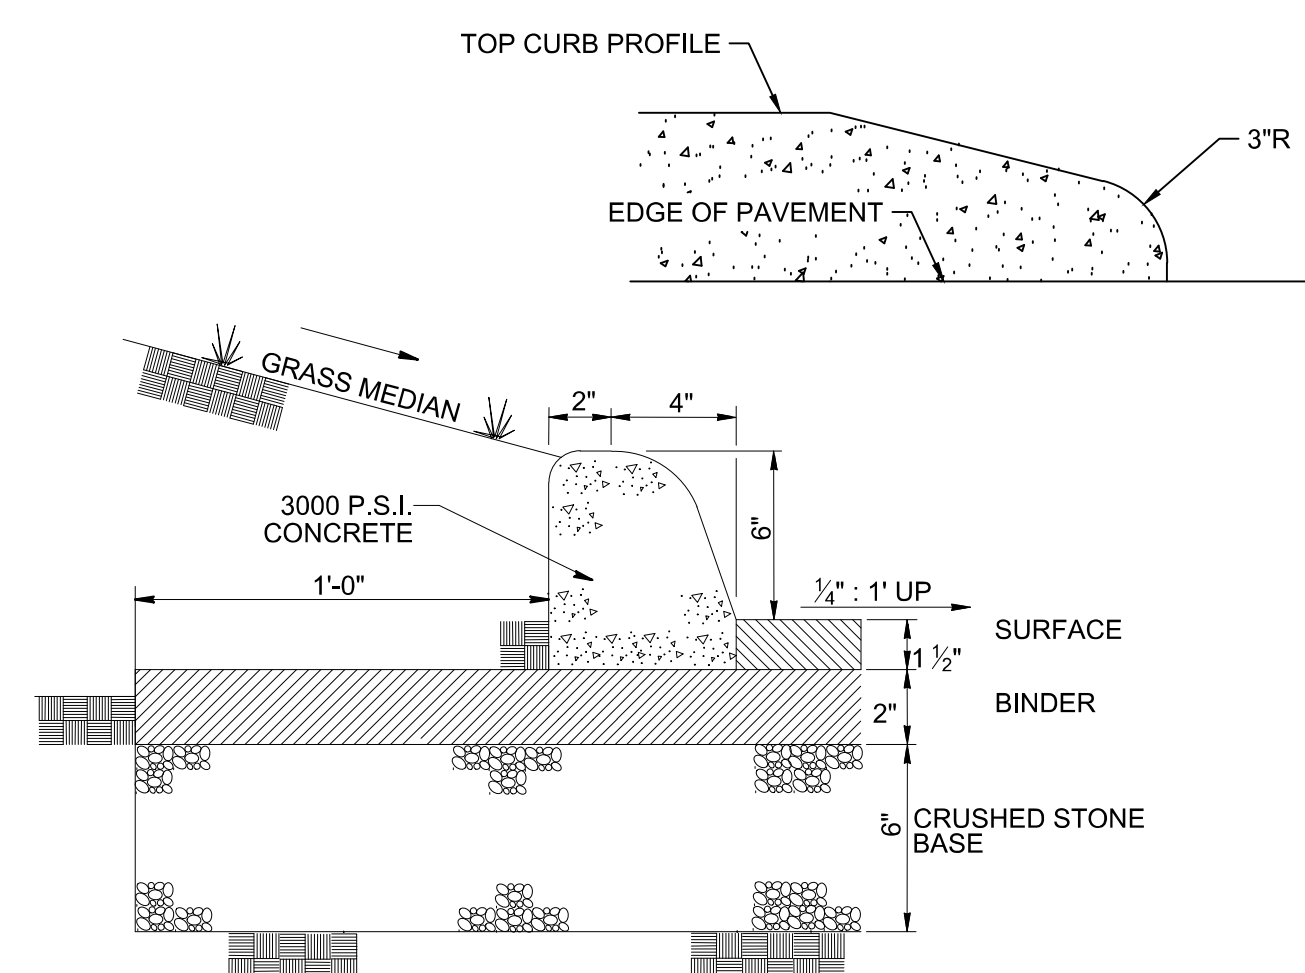 TOP CURB PROFILE
3"R
EDGE OF PAVEMENT
GRASS MEDIAN
2"
4"
3000 P.S.I.
CONCRETE
6"
1'-0"
¼" : 1' UP
SURFACE
1 ½"
BINDER
2"
6"
CRUSHED STONE
BASE